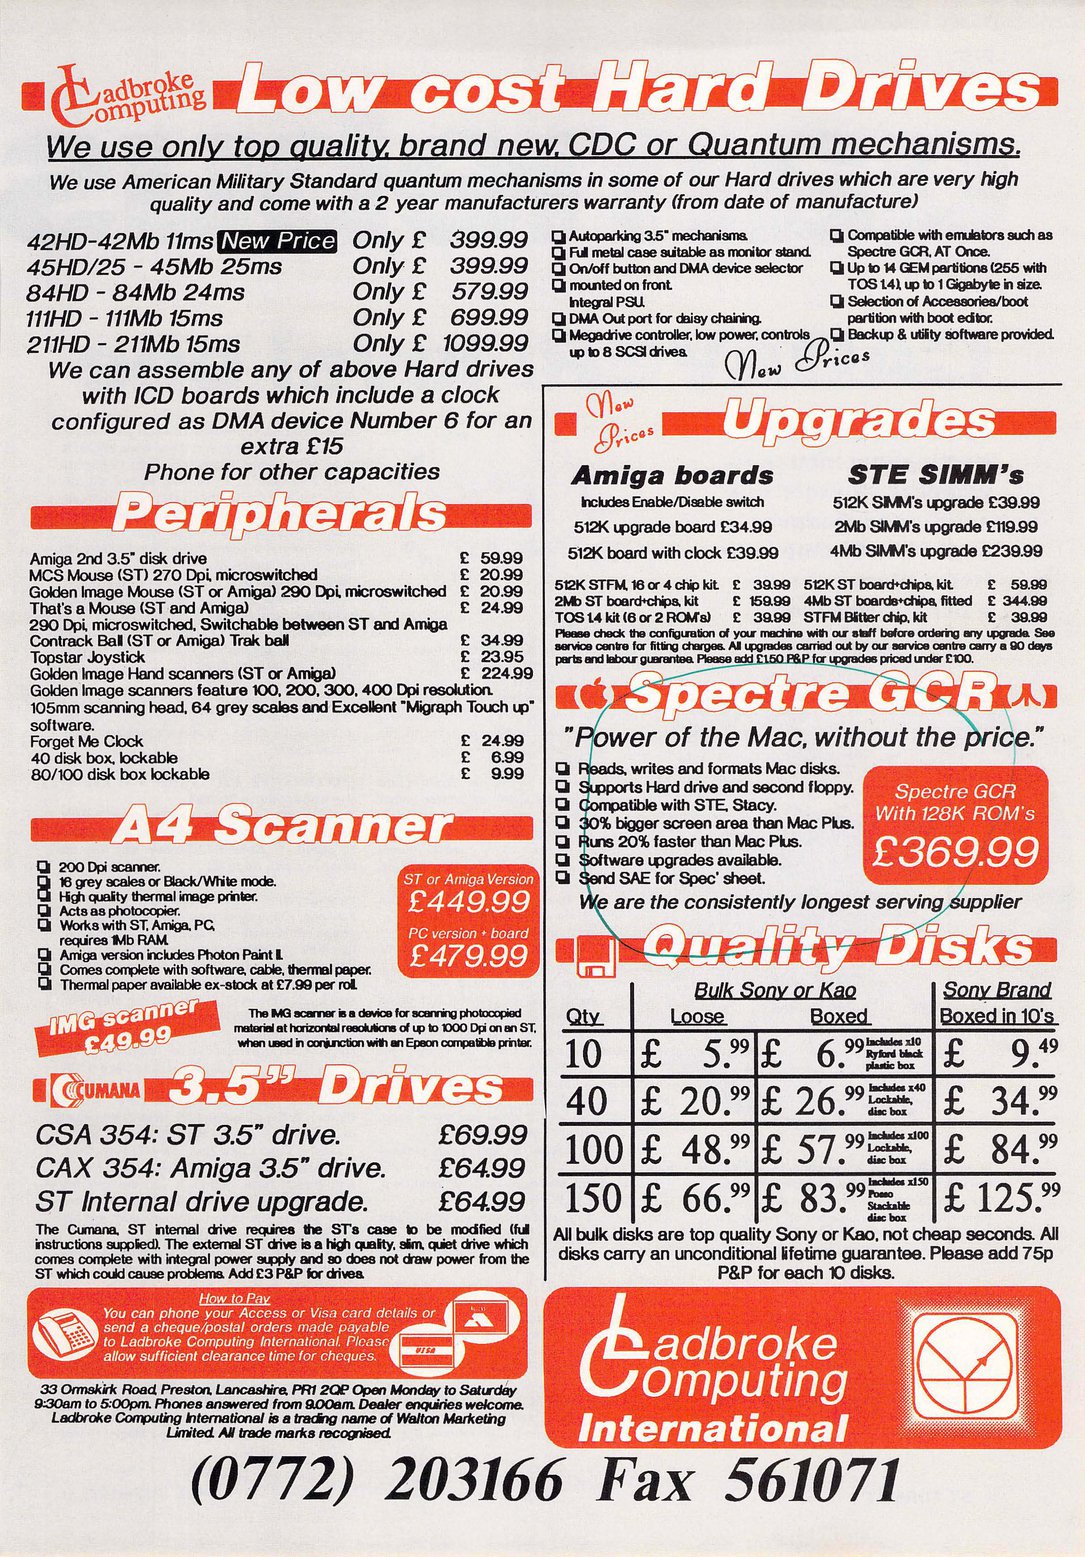 Ladbroke
Computing
Low cost Hard Drives
We use only top quality, brand new, CDC or Quantum mechanisms.
We use American Military Standard quantum mechanisms in some of our Hard drives which are very high
quality and come with a 2 year manufacturers warranty (from date of manufacture)
42HD-42Mb 11ms New Price Only £ 399.99
45HD/25 - 45Mb 25ms Only £ 399.99
84HD - 84Mb 24ms Only £ 579.99
111HD - 111Mb 15ms Only £ 699.99
211HD - 211Mb 15ms Only £ 1099.99
We can assemble any of above Hard drives
with ICD boards which include a clock
configured as DMA device Number 6 for an
extra £15
Phone for other capacities
Autoparking 3.5" mechanisms.
Full metal case suitable as monitor stand.
On/off button and DMA device selector
mounted on front.
Integral PSU.
DMA Out port for daisy chaining.
Megadrive controller, low power, controls
up to 8 SCSI drives.
Compatible with emulators such as
Spectre GCR, AT Once.
Up to 14 GEM partitions (255 with
TOS 1.4), up to 1 Gigabyte in size.
Selection of Accessories/boot
partition with boot editor.
Backup & utility software provided.
New Prices
Peripherals
Amiga 2nd 3.5" disk drive £ 59.99
MCS Mouse (ST) 270 Dpi, microswitched £ 20.99
Golden Image Mouse (ST or Amiga) 290 Dpi, microswitched £ 20.99
That's a Mouse (ST and Amiga) £ 24.99
290 Dpi, microswitched, Switchable between ST and Amiga
Contrack Ball (ST or Amiga) Trak ball £ 34.99
Topstar Joystick £ 23.95
Golden Image Hand scanners (ST or Amiga) £ 224.99
Golden Image scanners feature 100, 200, 300, 400 Dpi resolution.
105mm scanning head, 64 grey scales and Excellent "Migraph Touch up"
software.
Forget Me Clock £ 24.99
40 disk box, lockable £ 6.99
80/100 disk box lockable £ 9.99
A4 Scanner
200 Dpi scanner.
16 grey scales or Black/White mode.
High quality thermal image printer.
Acts as photocopier.
Works with ST, Amiga, PC,
requires 1Mb RAM.
Amiga version includes Photon Paint II.
Comes complete with software, cable, thermal paper.
Thermal paper available ex-stock at £7.99 per roll.
ST or Amiga Version
£449.99
PC version + board
£479.99
IMG scanner
£49.99
The IMG scanner is a device for scanning photocopied
material at horizontal resolutions of up to 1000 Dpi on an ST,
when used in conjunction with an Epson compatible printer.
CUMANA 3.5" Drives
CSA 354: ST 3.5" drive. £69.99
CAX 354: Amiga 3.5" drive. £64.99
ST Internal drive upgrade. £64.99
The Cumana, ST internal drive requires the ST's case to be modified (full
instructions supplied). The external ST drive is a high quality, slim, quiet drive which
comes complete with integral power supply and so does not draw power from the
ST which could cause problems. Add £3 P&P for drives.
How to Pay
You can phone your Access or Visa card details or
send a cheque/postal orders made payable
to Ladbroke Computing International. Please
allow sufficient clearance time for cheques.
VISA
33 Ormskirk Road, Preston, Lancashire, PR1 2QP Open Monday to Saturday
9:30am to 5:00pm. Phones answered from 9.00am. Dealer enquiries welcome.
Ladbroke Computing International is a trading name of Walton Marketing
Limited. All trade marks recognised.
New
Prices
Upgrades
Amiga boards
Includes Enable/Disable switch
512K upgrade board £34.99
512K board with clock £39.99
STE SIMM's
512K SIMM's upgrade £39.99
2Mb SIMM's upgrade £119.99
4Mb SIMM's upgrade £239.99
512K STFM, 16 or 4 chip kit. £ 39.99 512K ST board+chips, kit. £ 59.99
2Mb ST board+chips, kit £ 159.99 4Mb ST boards+chips, fitted £ 344.99
TOS 1.4 kit (6 or 2 ROM's) £ 39.99 STFM Blitter chip, kit £ 39.99
Please check the configuration of your machine with our staff before ordering any upgrade. See
service centre for fitting charges. All upgrades carried out by our service centre carry a 90 days
parts and labour guarantee. Please add £1.50 P&P for upgrades priced under £100.
Spectre GCR
"Power of the Mac, without the price."
Reads, writes and formats Mac disks.
Supports Hard drive and second floppy.
Compatible with STE, Stacy.
30% bigger screen area than Mac Plus.
Runs 20% faster than Mac Plus.
Software upgrades available.
Send SAE for Spec' sheet.
Spectre GCR
With 128K ROM's
£369.99
We are the consistently longest serving supplier
Quality Disks
Bulk Sony or Kao Sony Brand
Qty Loose Boxed Boxed in 10's
10 £ 5.99 £ 6.99 Includes x10 Ryford black plastic box £ 9.49
40 £ 20.99 £ 26.99 Includes x40 Lockable, disc box £ 34.99
100 £ 48.99 £ 57.99 Includes x100 Lockable, disc box £ 84.99
150 £ 66.99 £ 83.99 Includes x150 Posso Stackable disc box £ 125.99
All bulk disks are top quality Sony or Kao, not cheap seconds. All
disks carry an unconditional lifetime guarantee. Please add 75p
P&P for each 10 disks.
Ladbroke
Computing
International
(0772) 203166 Fax 561071